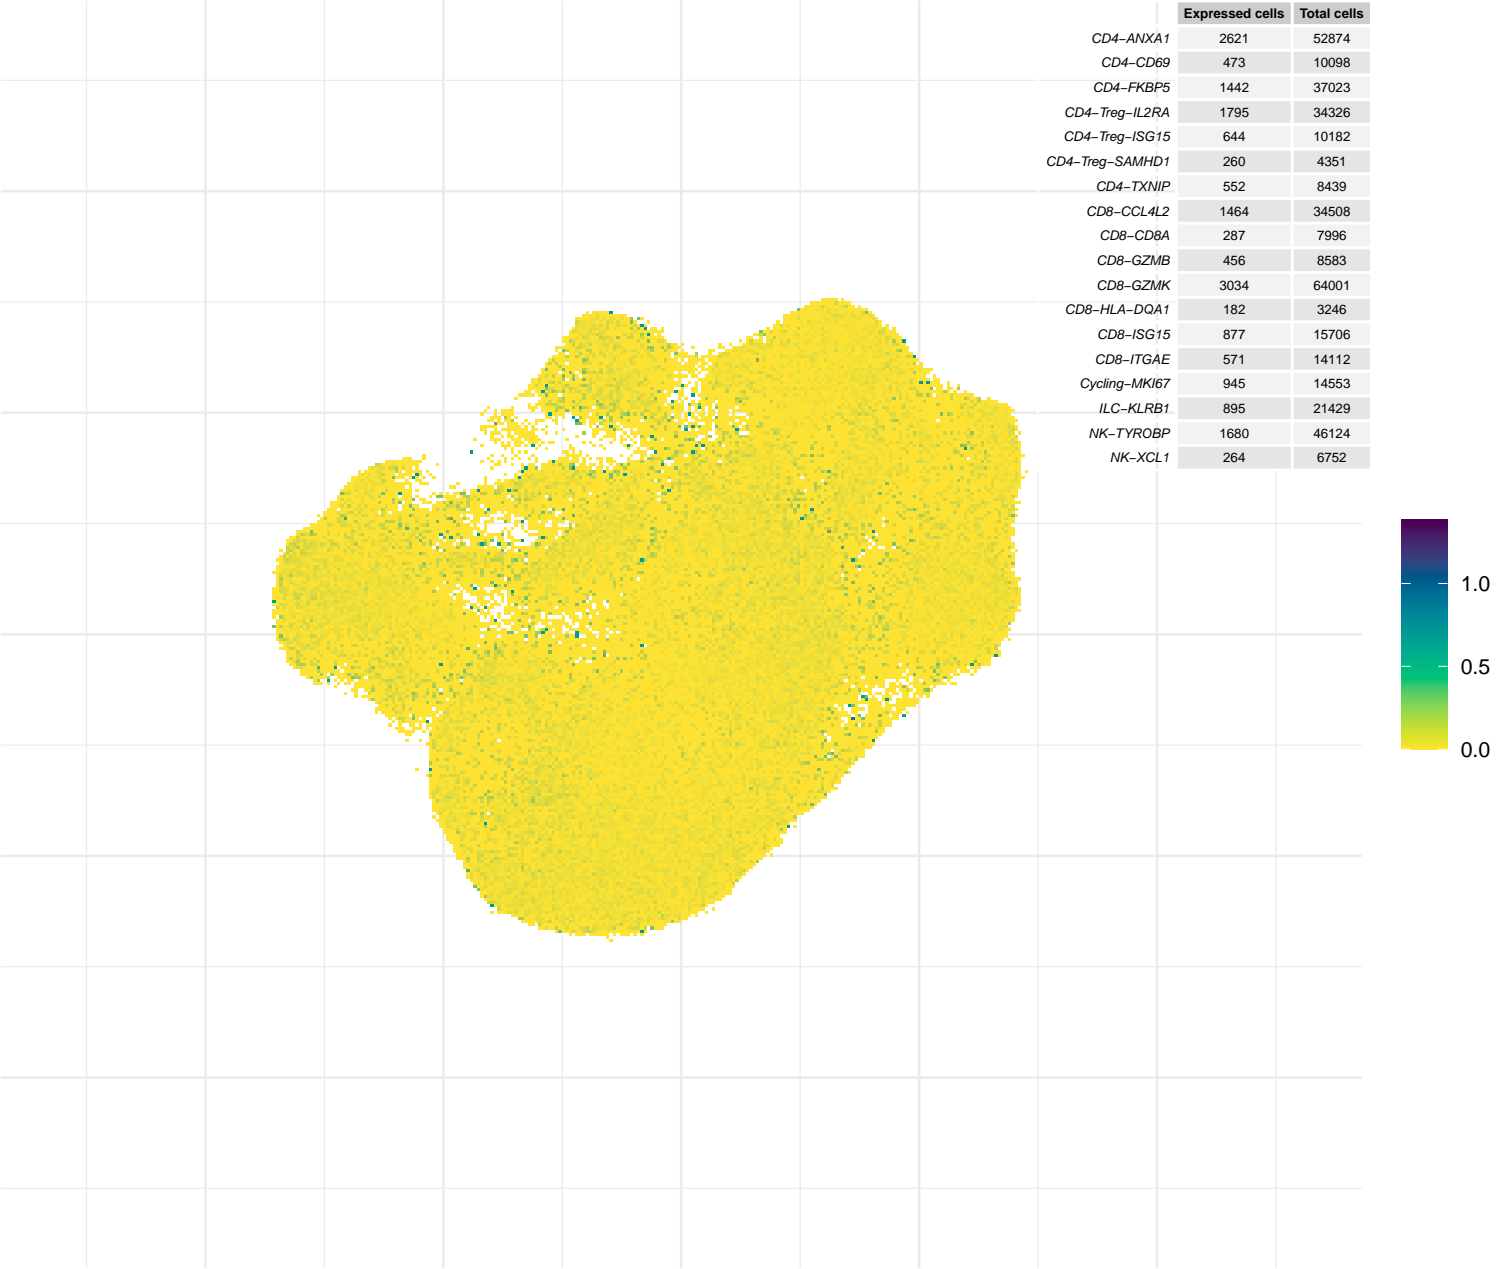 Expressed cells Total cells
CD4−ANXA1 2621 52874
CD4−CD69 473 10098
CD4−FKBP5 1442 37023
CD4−Treg−IL2RA 1795 34326
CD4−Treg−ISG15 644 10182
CD4−Treg−SAMHD1 260 4351
CD4−TXNIP 552 8439
CD8−CCL4L2 1464 34508
CD8−CD8A 287 7996
CD8−GZMB 456 8583
CD8−GZMK 3034 64001
CD8−HLA−DQA1 182 3246
CD8−ISG15 877 15706
CD8−ITGAE 571 14112
Cycling−MKI67 945 14553
ILC−KLRB1 895 21429
NK−TYROBP 1680 46124
NK−XCL1 264 6752
1.0
0.5
0.0